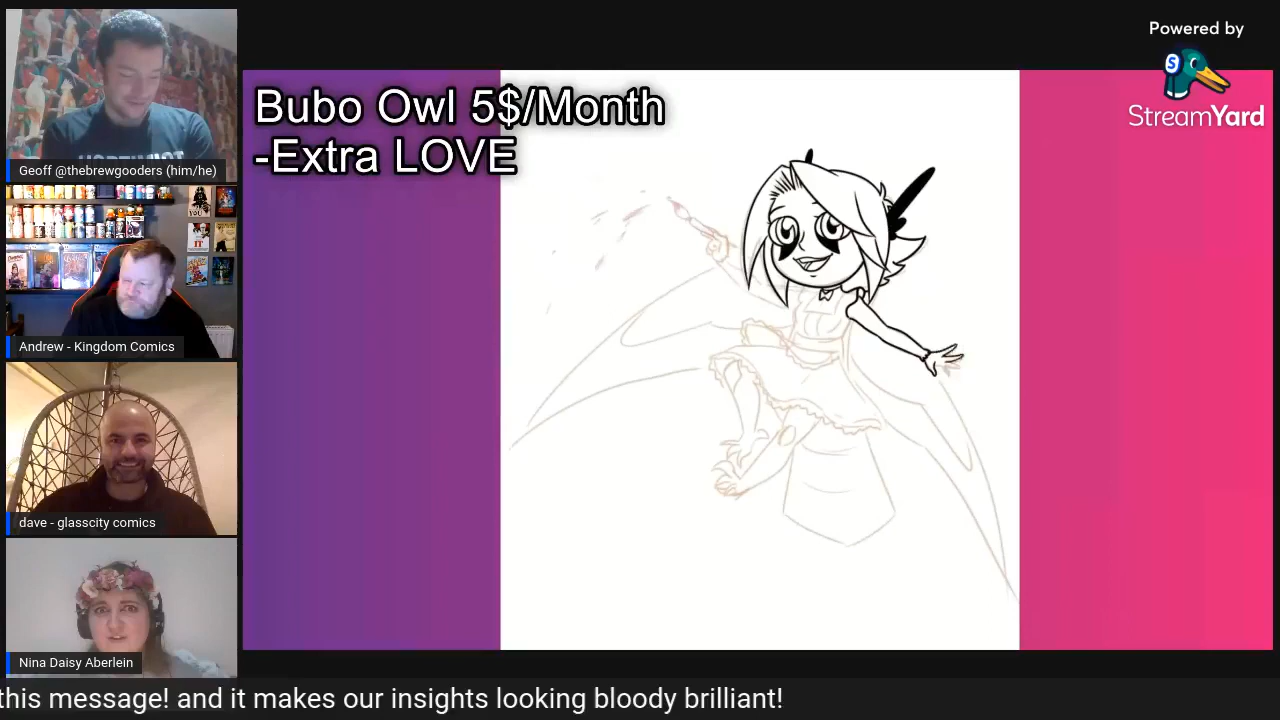 Powered by
S
StreamYard
Bubo Owl 5$/Month
-Extra LOVE
Geoff @thebrewgooders (him/he)
Andrew - Kingdom Comics
dave - glasscity comics
Nina Daisy Aberlein
this message! and it makes our insights looking bloody brilliant!